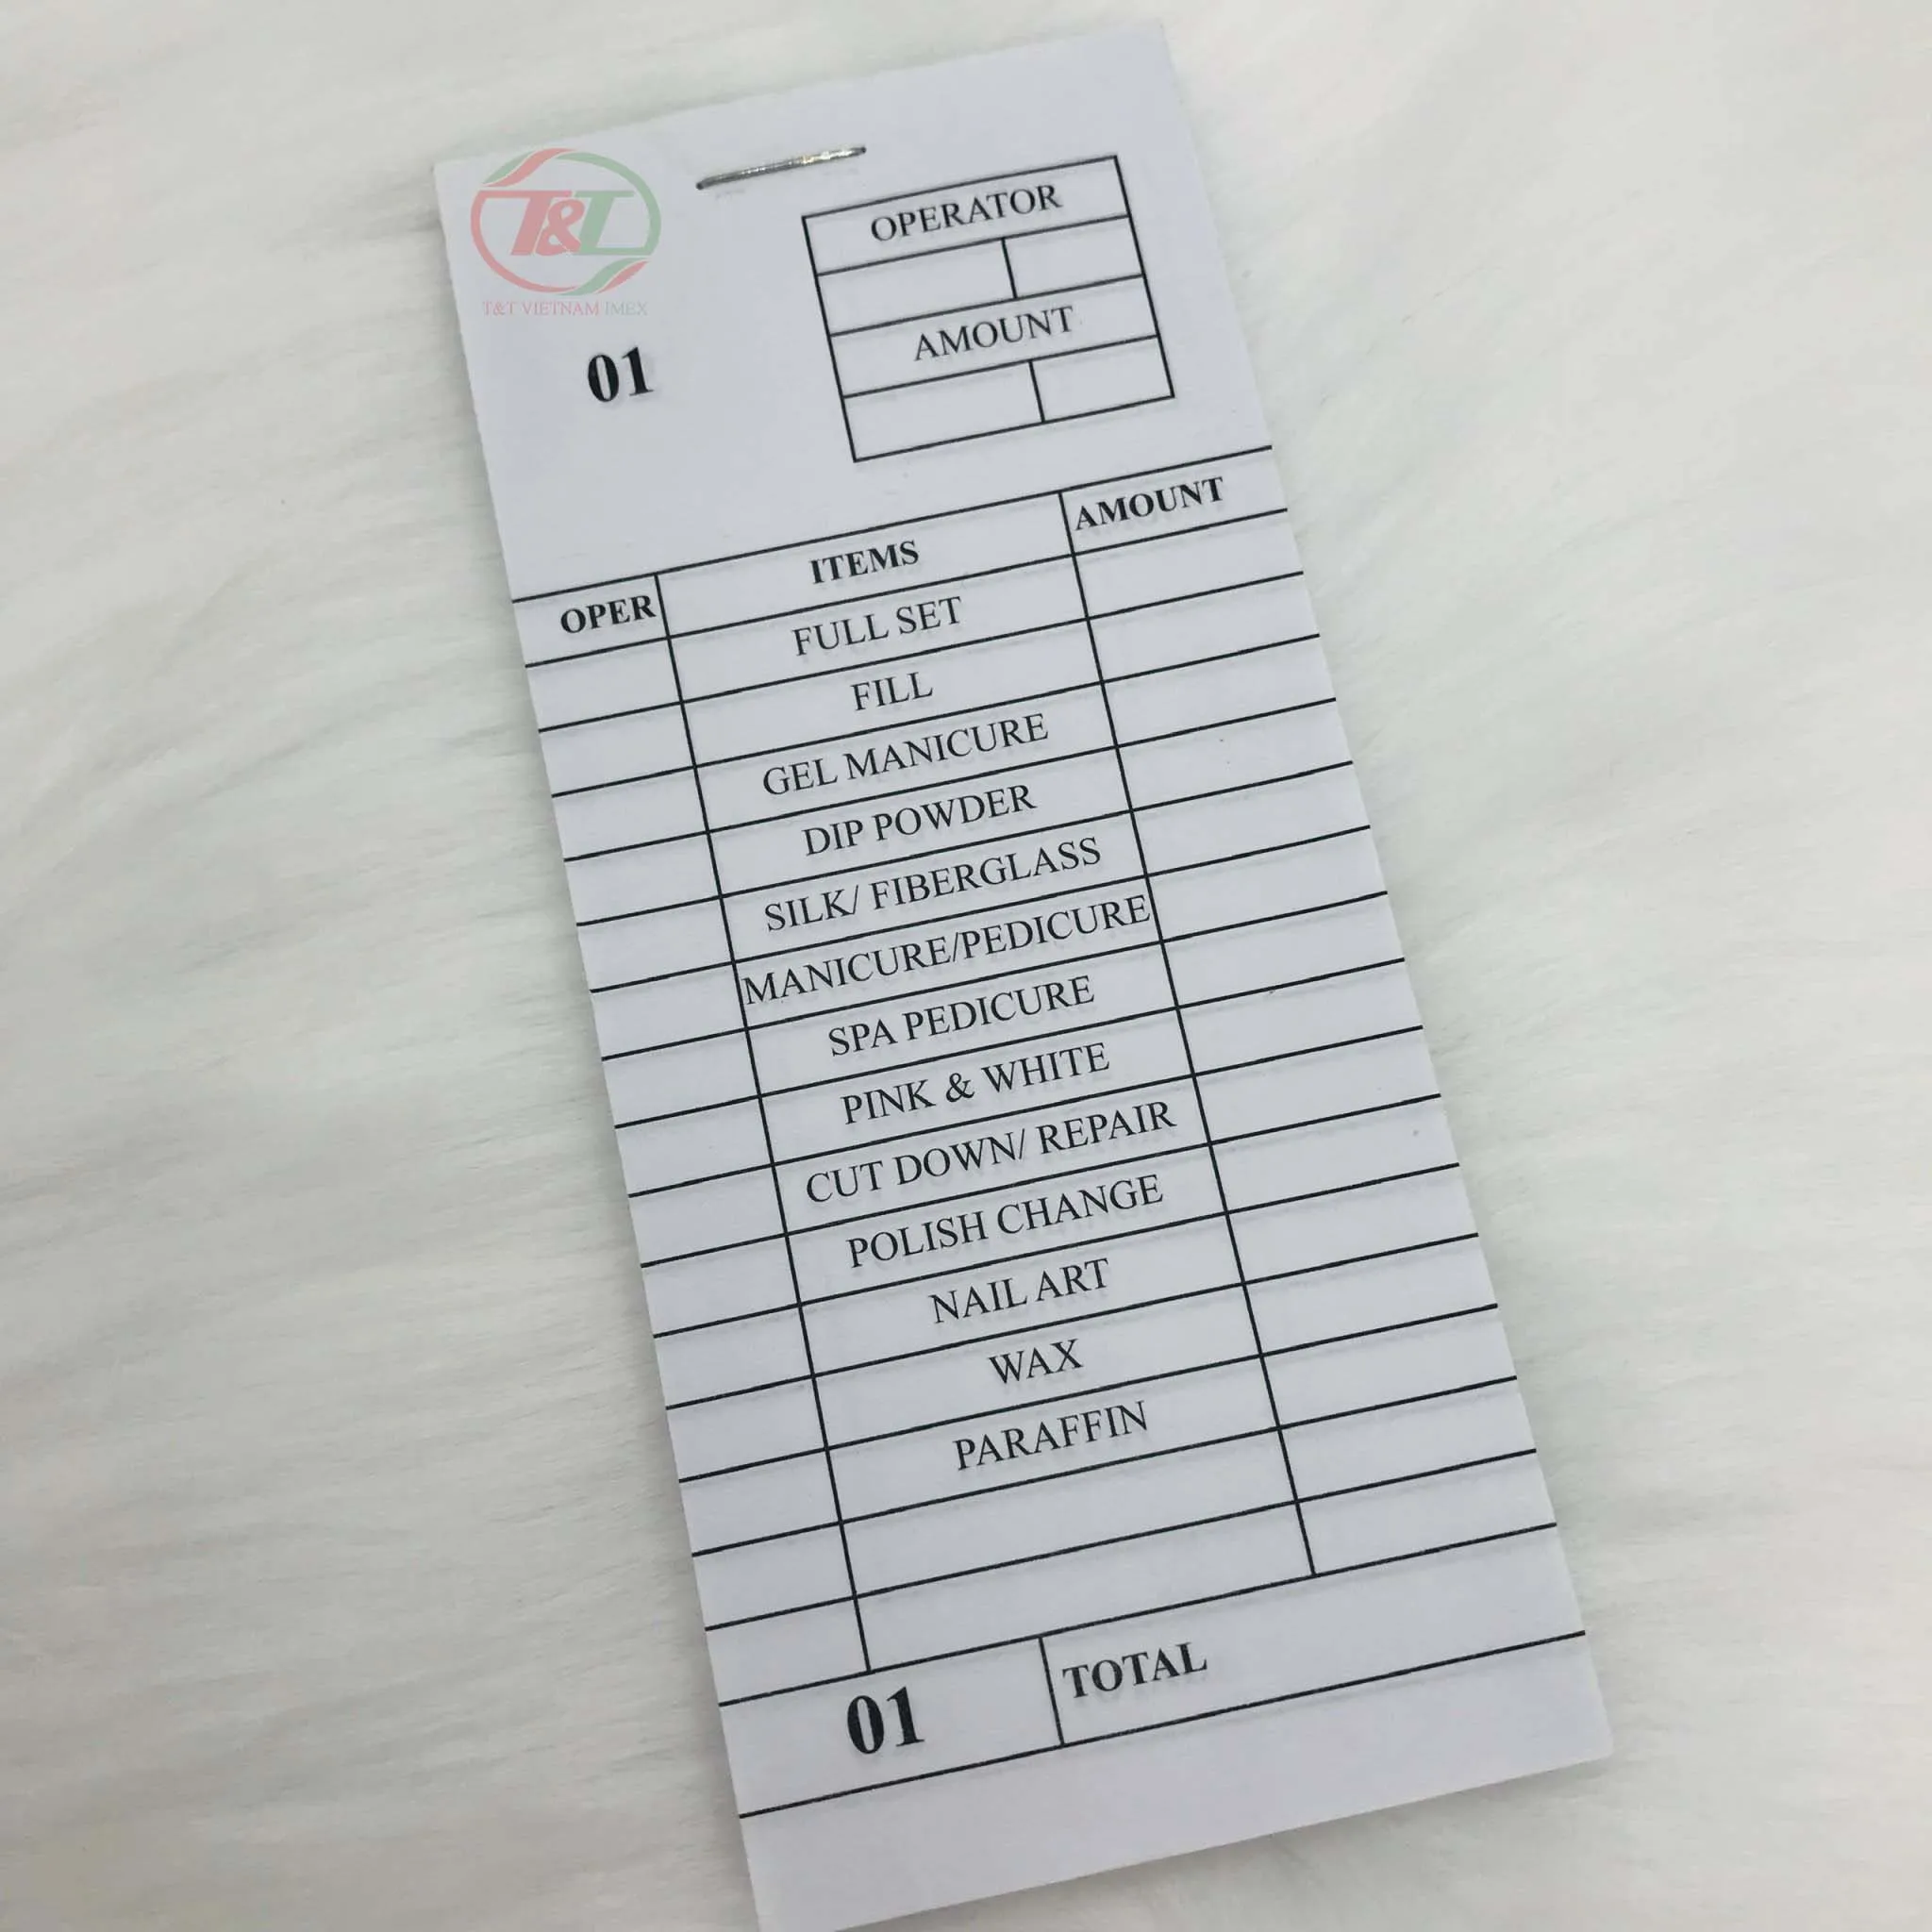 T&T
T&T VIETNAM IMEX
OPERATOR
AMOUNT
01
OPER ITEMS AMOUNT
FULL SET
FILL
GEL MANICURE
DIP POWDER
SILK/ FIBERGLASS
MANICURE/PEDICURE
SPA PEDICURE
PINK & WHITE
CUT DOWN/ REPAIR
POLISH CHANGE
NAIL ART
WAX
PARAFFIN
01 TOTAL